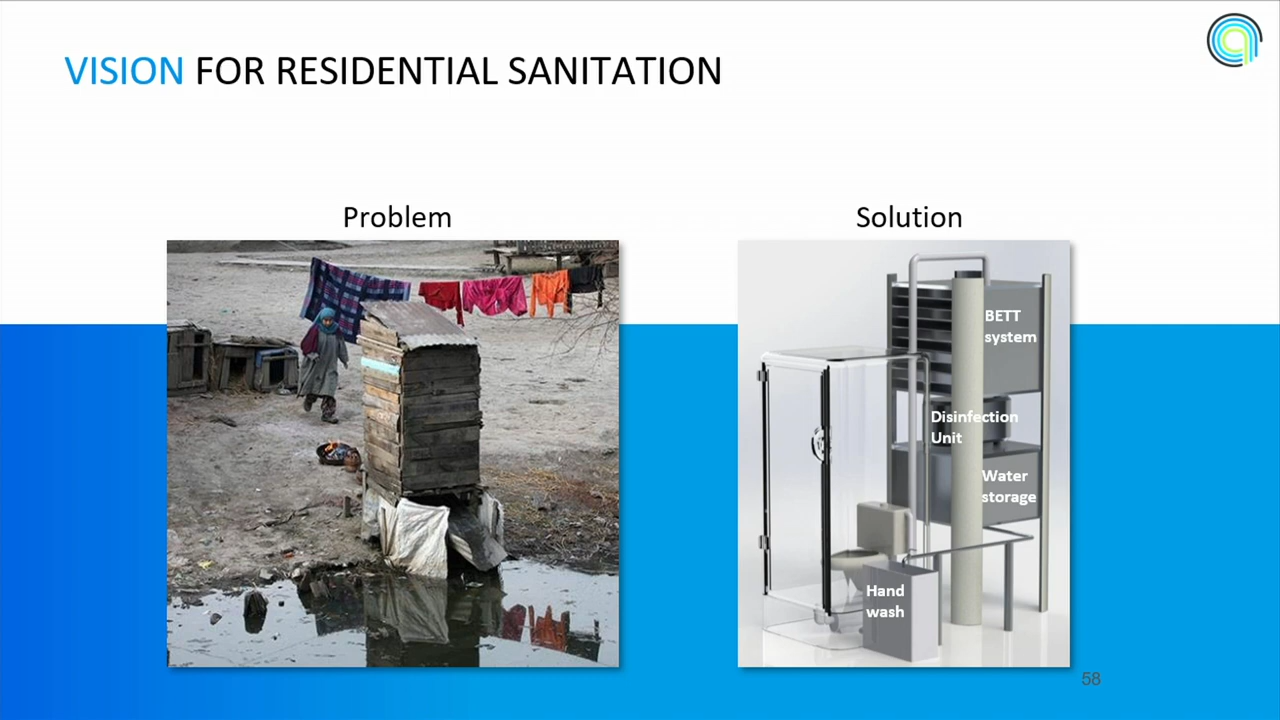 VISION FOR RESIDENTIAL SANITATION
Problem
Solution
BETT
system
Disinfection
Unit
Water
storage
Hand
wash
58